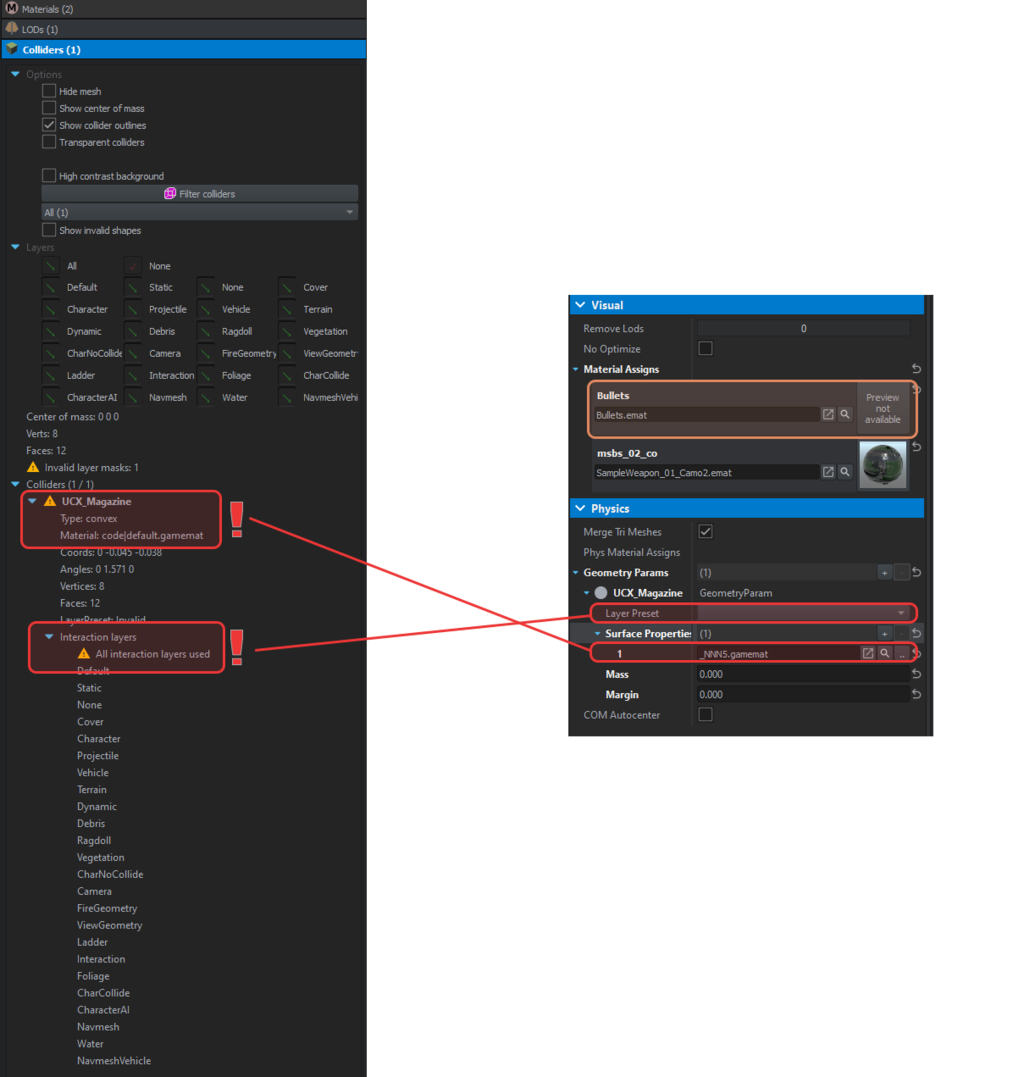 Materials (2)
LODs (1)
Colliders (1)
Options
Hide mesh
Show center of mass
Show collider outlines
Transparent colliders
High contrast background
Filter colliders
All (1)
Show invalid shapes
Layers
All None
Default Static None Cover
Character Projectile Vehicle Terrain
Dynamic Debris Ragdoll Vegetation
CharNoCollide Camera FireGeometry ViewGeometr
Ladder Interaction Foliage CharCollide
CharacterAI Navmesh Water NavmeshVehi
Center of mass: 0 0 0
Verts: 8
Faces: 12
Invalid layer masks: 1
Colliders (1 / 1)
UCX_Magazine
Type: convex
Material: code|default.gamemat
Coords: 0 -0.045 -0.038
Angles: 0 1.571 0
Vertices: 8
Faces: 12
LayerPreset: Invalid
Interaction layers
All interaction layers used
Default
Static
None
Cover
Character
Projectile
Vehicle
Terrain
Dynamic
Debris
Ragdoll
Vegetation
CharNoCollide
Camera
FireGeometry
ViewGeometry
Ladder
Interaction
Foliage
CharCollide
CharacterAI
Navmesh
Water
NavmeshVehicle
Visual
Remove Lods 0
No Optimize
Material Assigns
Bullets
Bullets.emat
Preview
not
available
msbs_02_co
SampleWeapon_01_Camo2.emat
Physics
Merge Tri Meshes
Phys Material Assigns
Geometry Params (1)
UCX_Magazine GeometryParam
Layer Preset
Surface Propertie (1)
1 _NNN5.gamemat ..
Mass 0.000
Margin 0.000
COM Autocenter